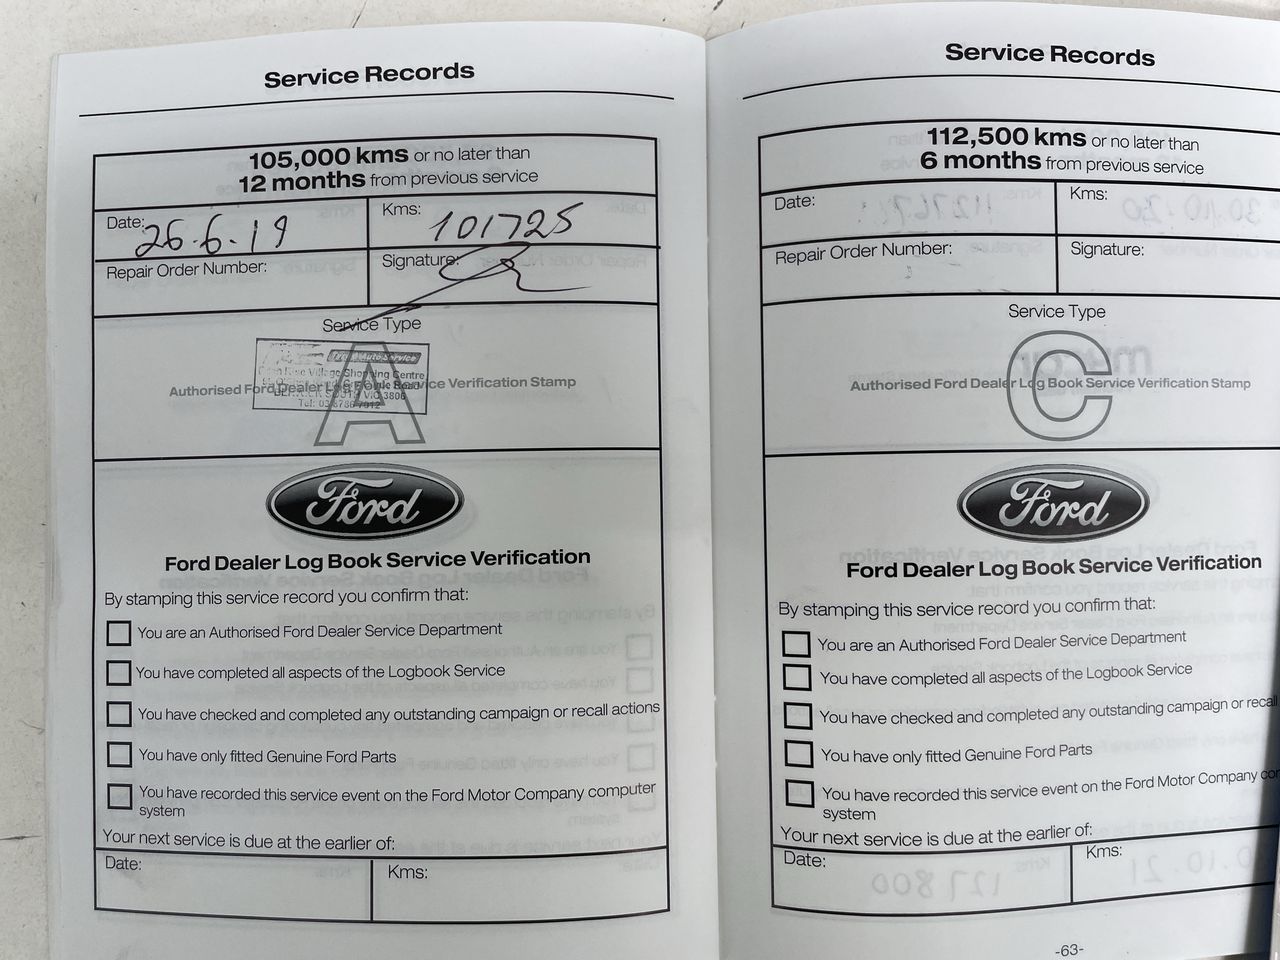 Service Records
105,000 kms or no later than
12 months from previous service
Date: 26.6.19
Kms: 101725
Repair Order Number:
Signature:
Service Type
A
Auto Service
Village Shopping Centre
Authorised Ford Dealer Log Book Service Verification Stamp
Ford
Ford Dealer Log Book Service Verification
By stamping this service record you confirm that:
You are an Authorised Ford Dealer Service Department
You have completed all aspects of the Logbook Service
You have checked and completed any outstanding campaign or recall actions
You have only fitted Genuine Ford Parts
You have recorded this service event on the Ford Motor Company computer
system
Your next service is due at the earlier of:
Date:
Kms:
Service Records
112,500 kms or no later than
6 months from previous service
Date:
Kms:
Repair Order Number:
Signature:
Service Type
C
Authorised Ford Dealer Log Book Service Verification Stamp
Ford
Ford Dealer Log Book Service Verification
By stamping this service record you confirm that:
You are an Authorised Ford Dealer Service Department
You have completed all aspects of the Logbook Service
You have checked and completed any outstanding campaign or recall
You have only fitted Genuine Ford Parts
You have recorded this service event on the Ford Motor Company
system
Your next service is due at the earlier of:
Date:
Kms:
-63-